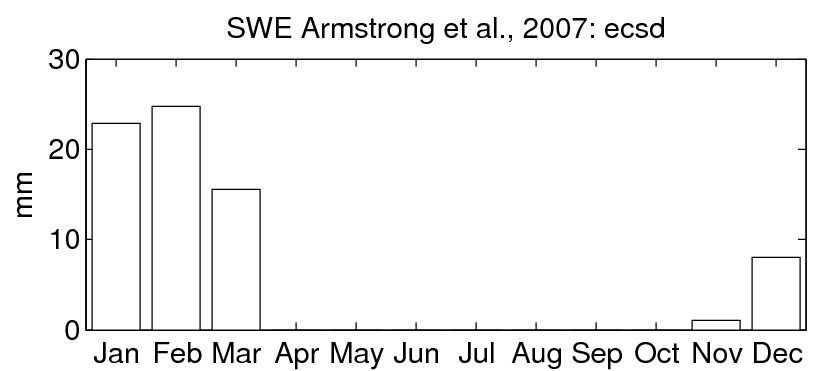 SWE Armstrong et al., 2007: ecsd
30
20
10
0
mm
Jan Feb Mar Apr May Jun Jul Aug Sep Oct Nov Dec